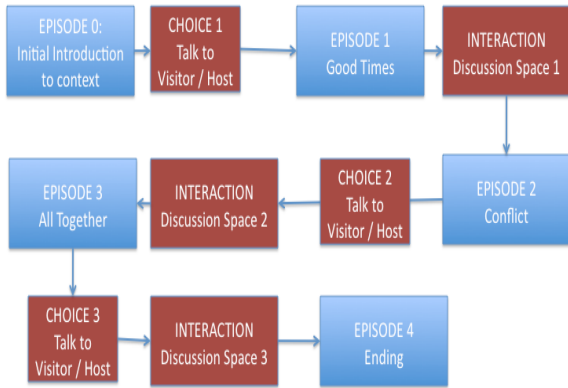 EPISODE 0:
Initial Introduction
to context
CHOICE 1
Talk to
Visitor / Host
EPISODE 1
Good Times
INTERACTION
Discussion Space 1
EPISODE 3
All Together
INTERACTION
Discussion Space 2
CHOICE 2
Talk to
Visitor / Host
EPISODE 2
Conflict
CHOICE 3
Talk to
Visitor / Host
INTERACTION
Discussion Space 3
EPISODE 4
Ending